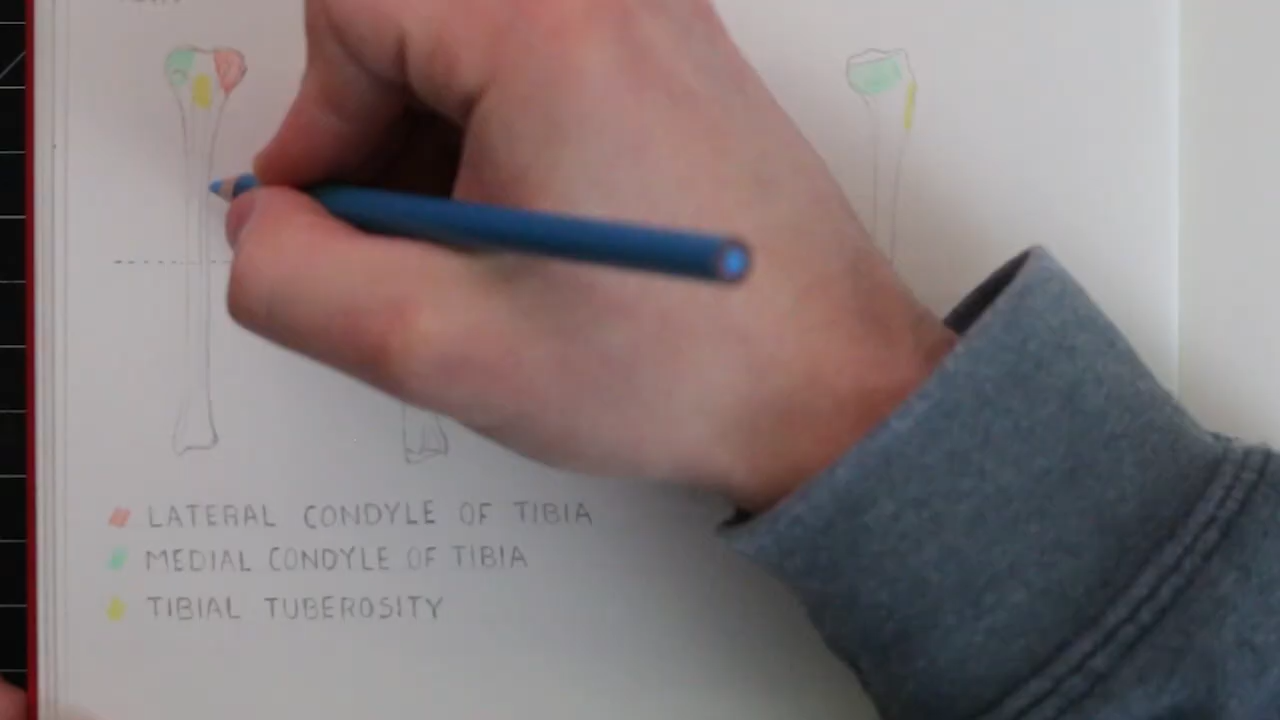 LATERAL CONDYLE OF TIBIA
MEDIAL CONDYLE OF TIBIA
TIBIAL TUBEROSITY